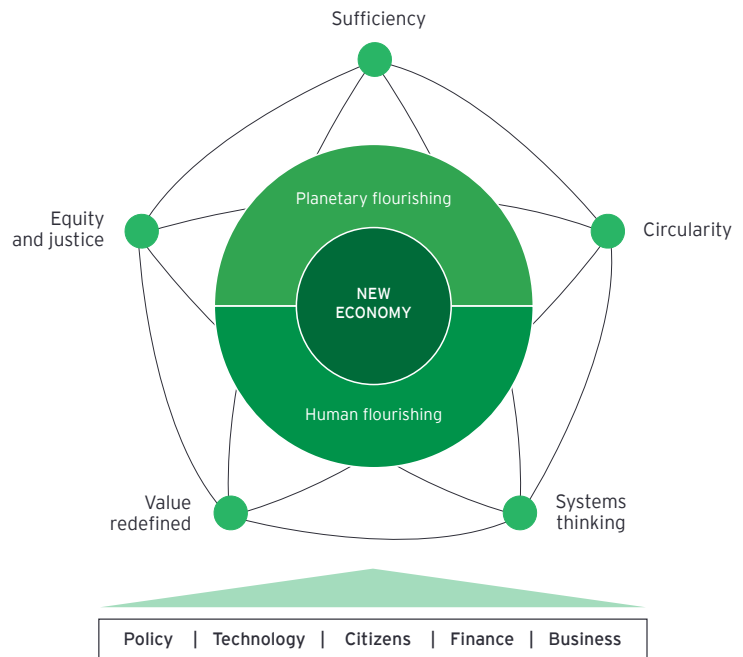 Sufficiency
Planetary flourishing
Equity
and justice
Circularity
NEW
ECONOMY
Human flourishing
Value
redefined
Systems
thinking
Policy | Technology | Citizens | Finance | Business